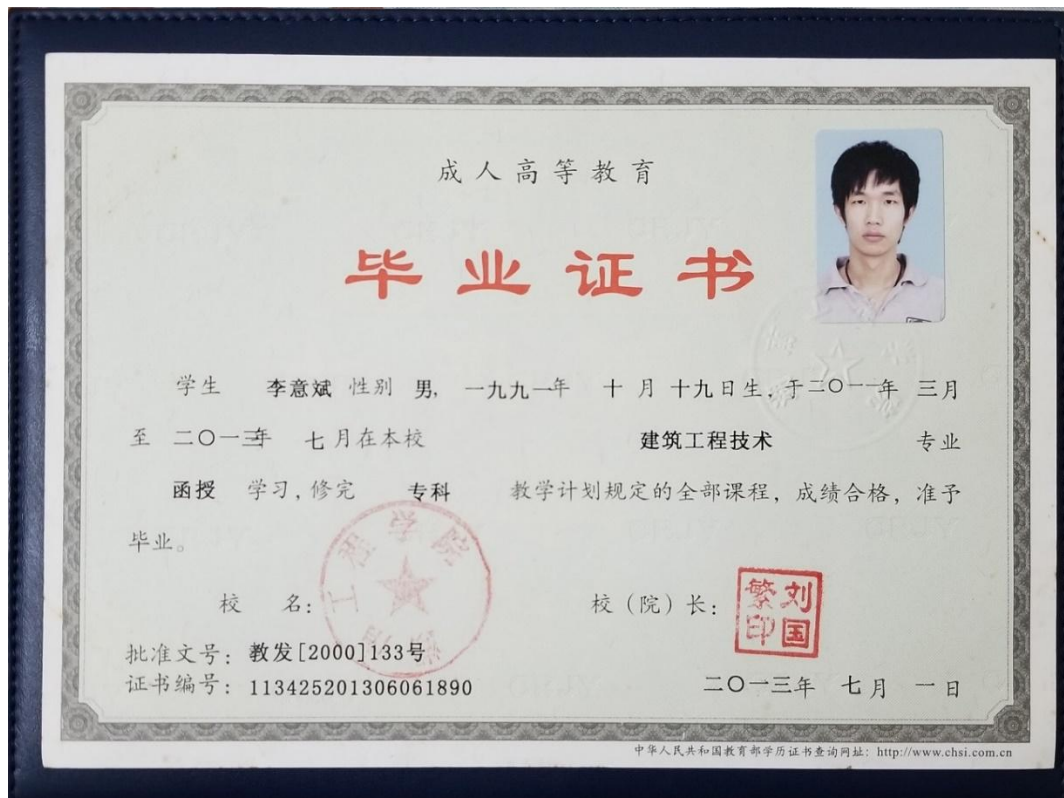 成人高等教育
毕业证书
学生 李意斌 性别 男, 一九九一年 十月十九日生,于二〇一一年 三月
至 二〇一三年 七月在本校 建筑工程技术 专业
函授 学习,修完 专科 教学计划规定的全部课程,成绩合格,准予
毕业。
校 名: 工程学院
校(院)长: 刘国繁印
批准文号: 教发[2000]133号
证书编号: 113425201306061890
二〇一三年 七月 一日
中华人民共和国教育部学历证书查询网址: http://www.chsi.com.cn